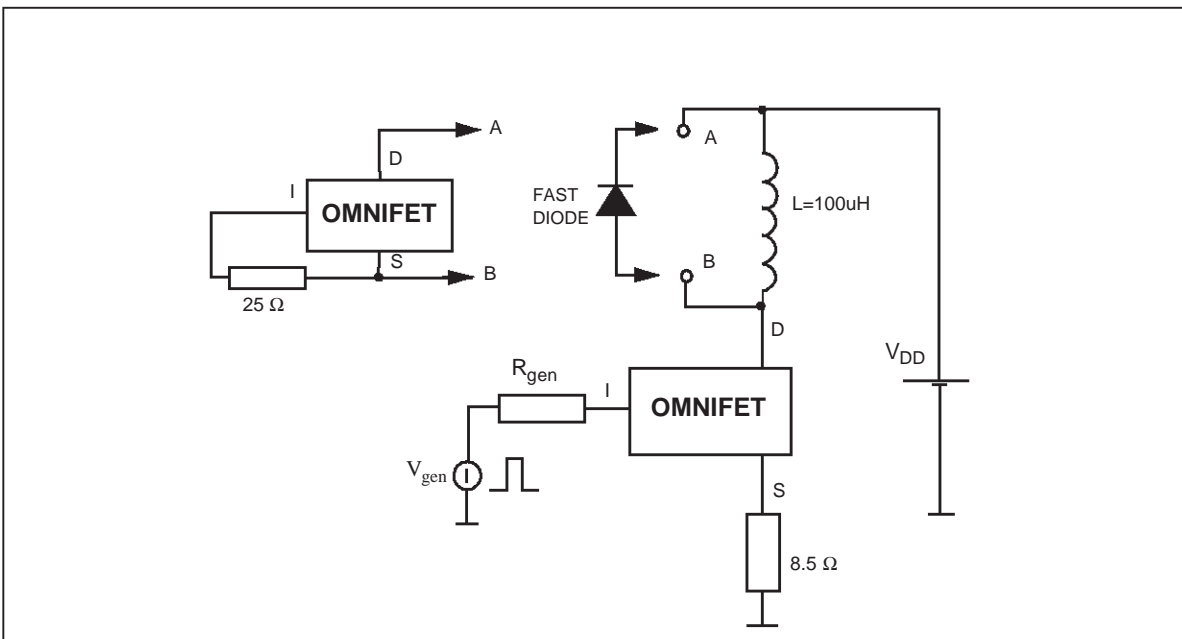 A
D
I
OMNIFET
S
B
25 Ω
FAST
DIODE
A
B
L=100uH
D
V_DD
R_gen
I
OMNIFET
V_gen
I
S
8.5 Ω